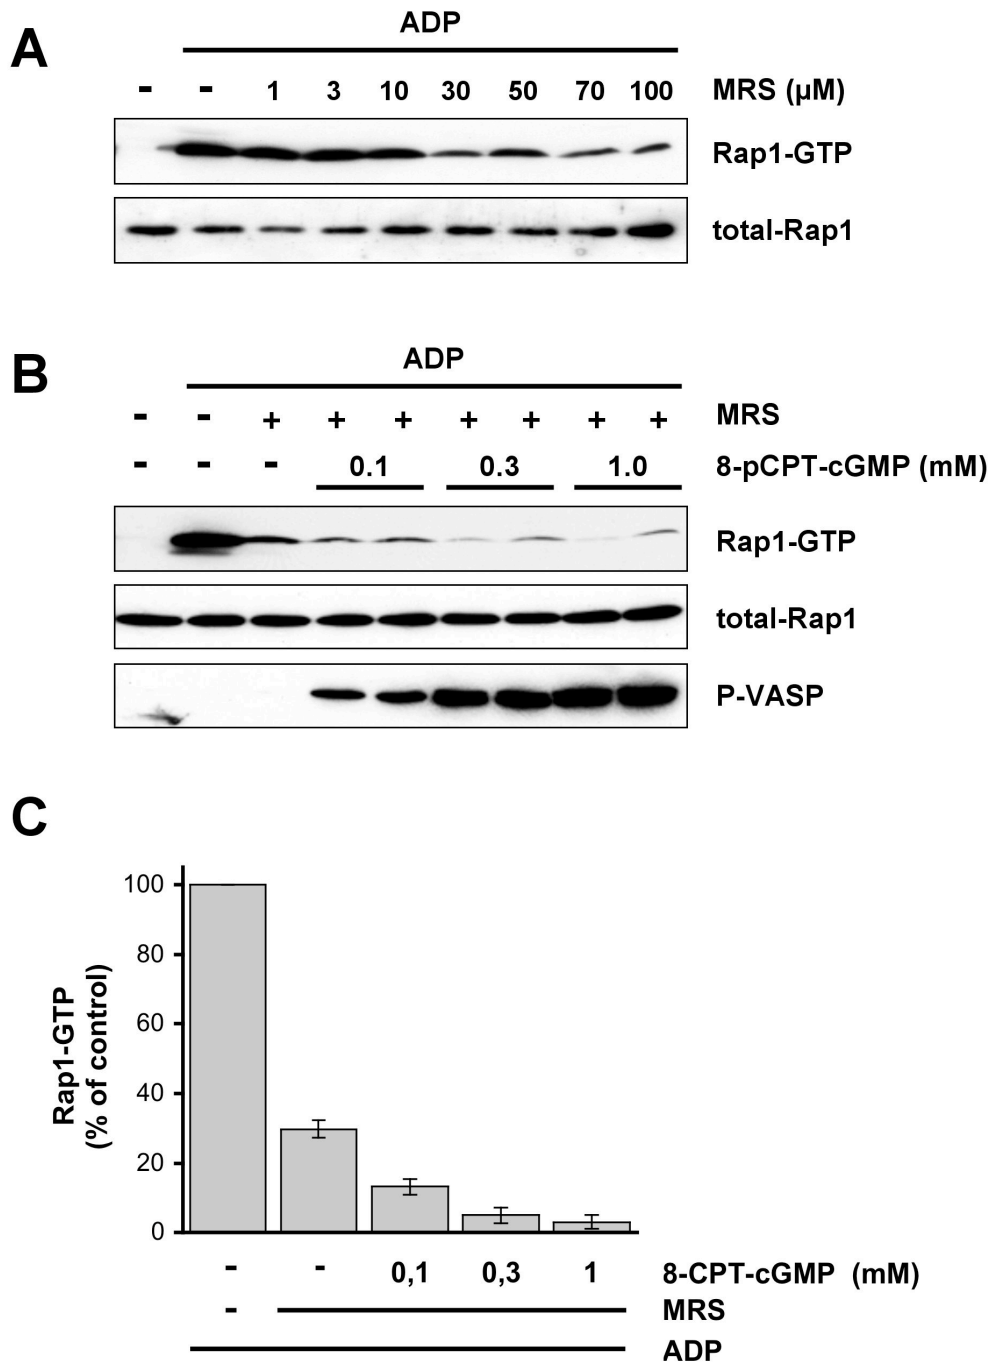 A
ADP
- - 1 3 10 30 50 70 100 MRS (µM)
Rap1-GTP
total-Rap1
B
ADP
- - + + + + + + + MRS
- - - 0.1 0.3 1.0 8-pCPT-cGMP (mM)
Rap1-GTP
total-Rap1
P-VASP
C
100
80
60
40
20
0
Rap1-GTP
(% of control)
- - 0,1 0,3 1 8-CPT-cGMP (mM)
- MRS
ADP